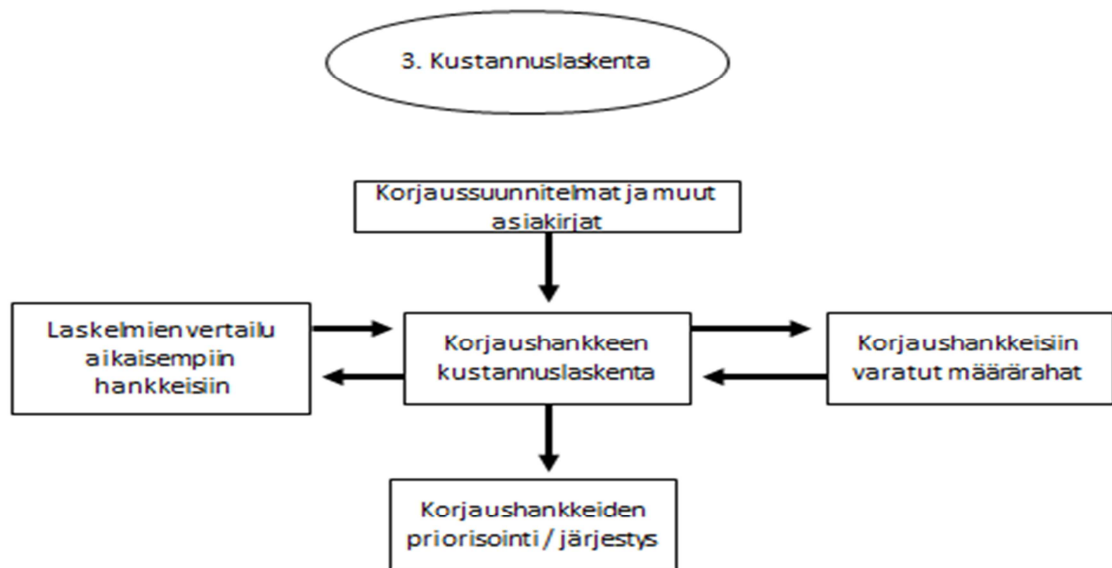 3. Kustannuslaskenta
Korjaussuunnitelmat ja muut
asiakirjat
Laskelmien vertailu
aikaisempiin
hankkeisiin
Korjaushankkeen
kustannuslaskenta
Korjaushankkeisiin
varatut määrärahat
Korjaushankkeiden
priorisointi / järjestys